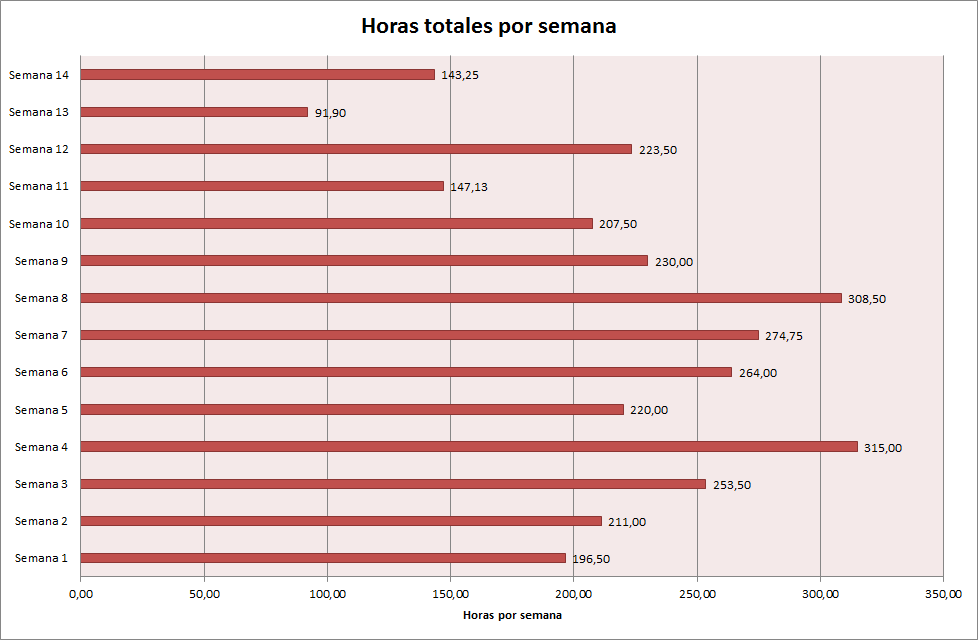 Horas totales por semana
Semana 14 143,25
Semana 13 91,90
Semana 12 223,50
Semana 11 147,13
Semana 10 207,50
Semana 9 230,00
Semana 8 308,50
Semana 7 274,75
Semana 6 264,00
Semana 5 220,00
Semana 4 315,00
Semana 3 253,50
Semana 2 211,00
Semana 1 196,50
0,00 50,00 100,00 150,00 200,00 250,00 300,00 350,00
Horas por semana